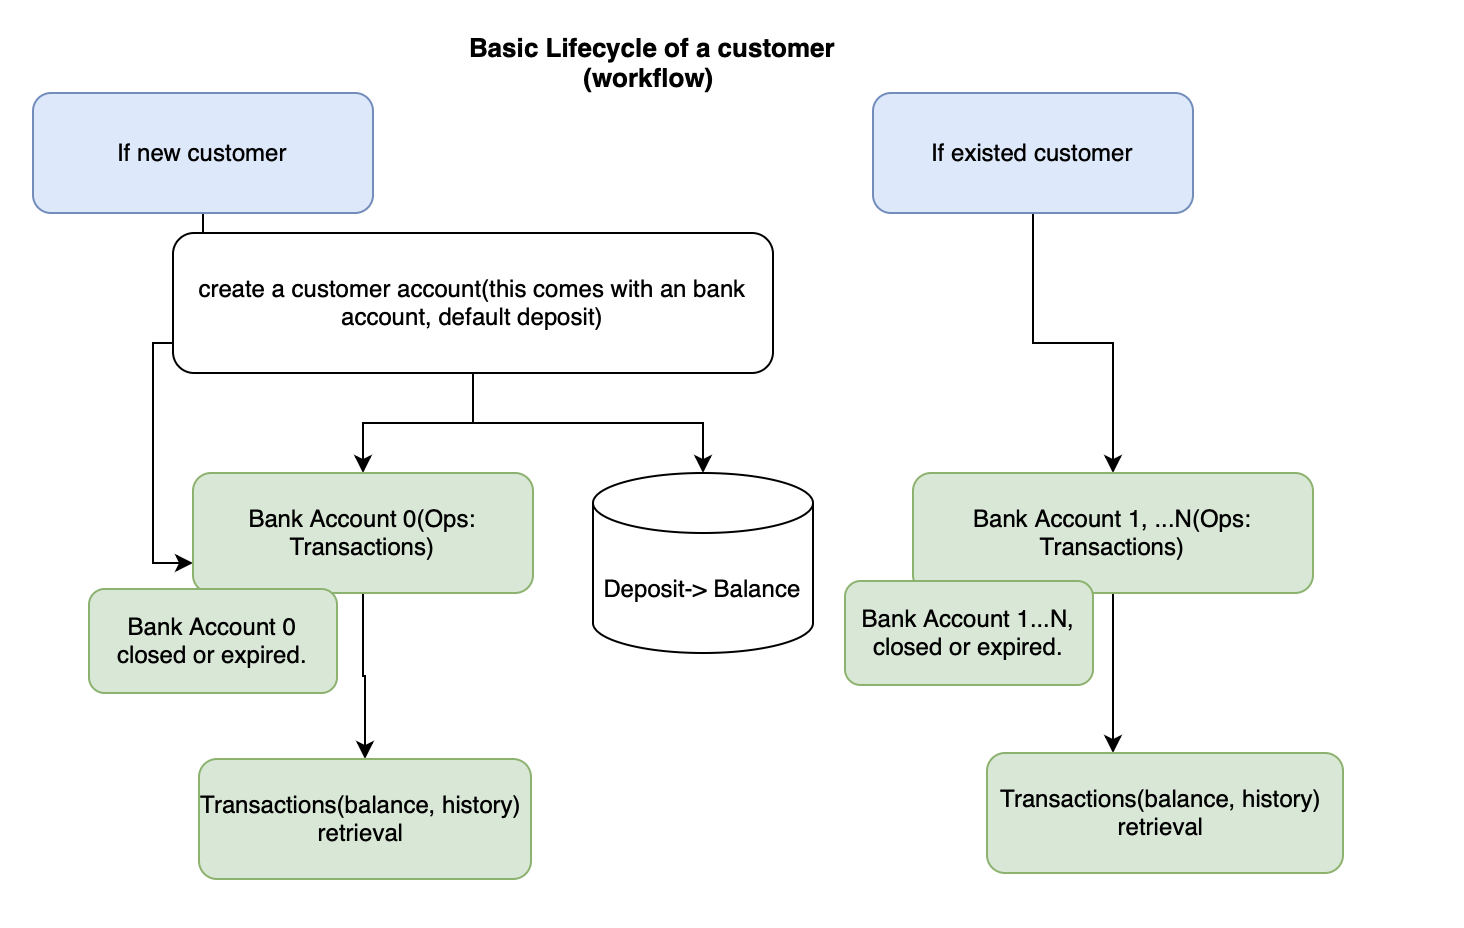 Basic Lifecycle of a customer
(workflow)
If new customer
If existed customer
create a customer account(this comes with an bank
account, default deposit)
Bank Account 0(Ops:
Transactions)
Deposit-> Balance
Bank Account 1, ...N(Ops:
Transactions)
Bank Account 0
closed or expired.
Bank Account 1...N,
closed or expired.
Transactions(balance, history)
retrieval
Transactions(balance, history)
retrieval